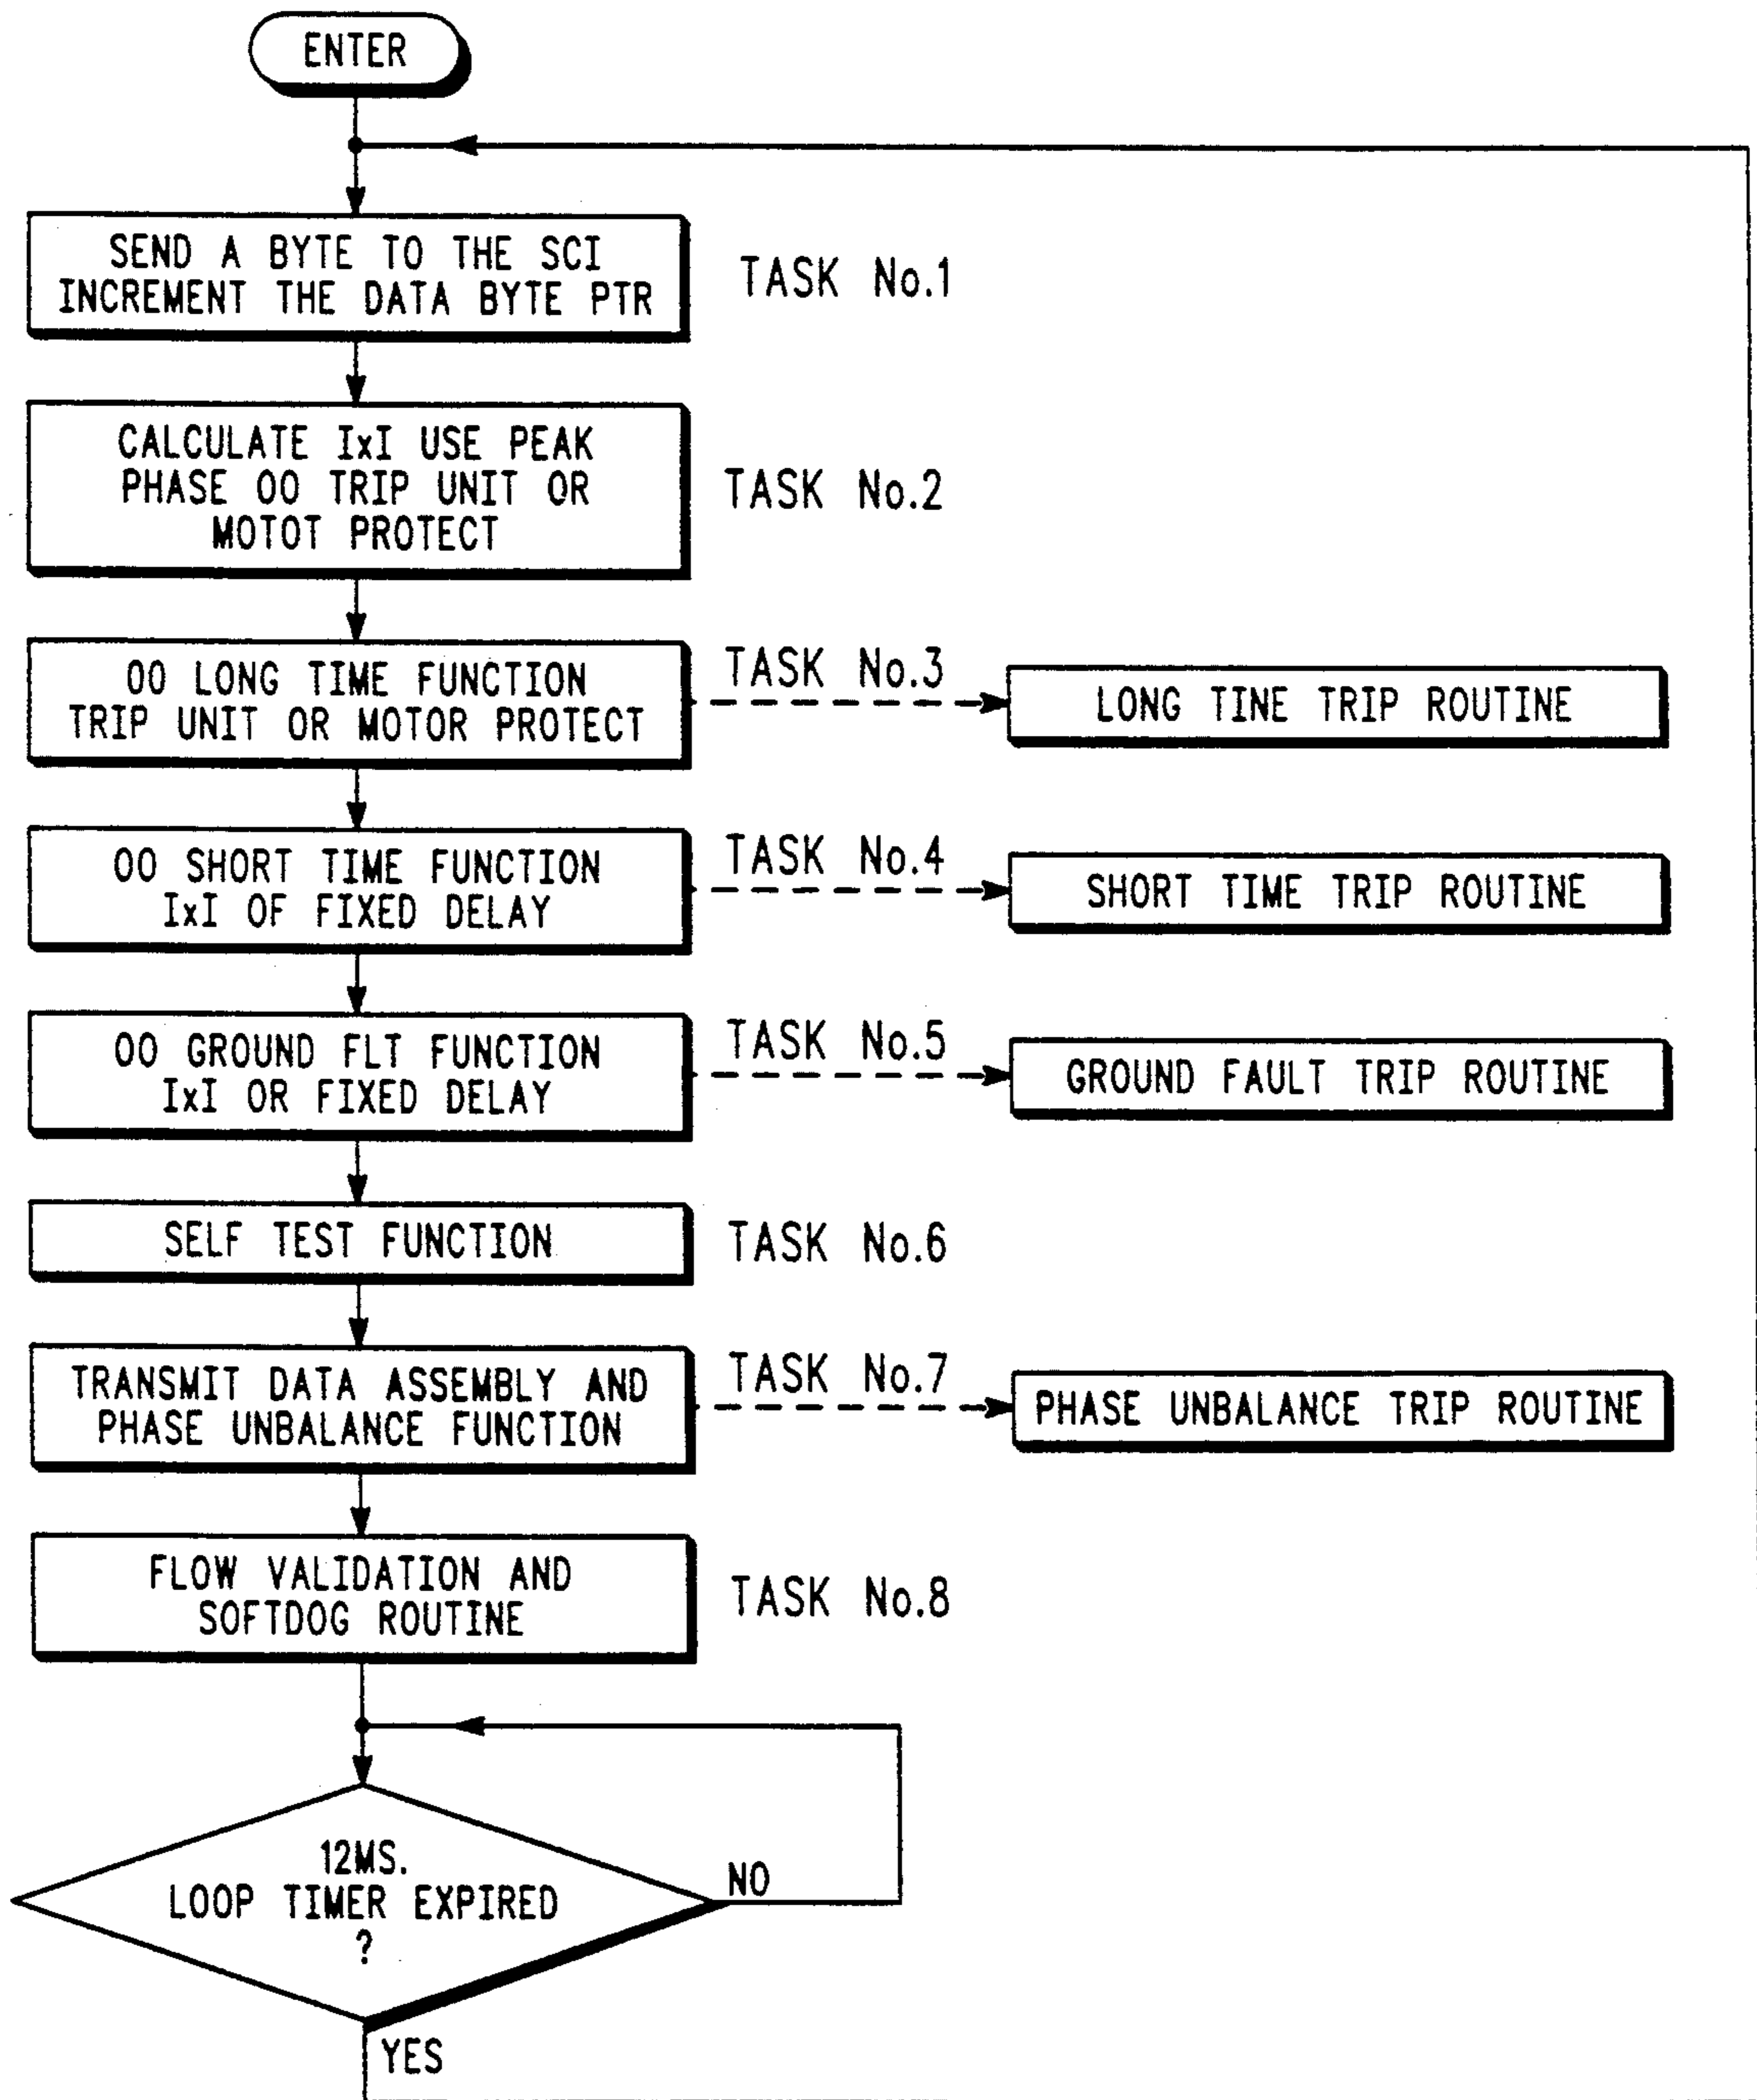 ENTER
SEND A BYTE TO THE SCI
INCREMENT THE DATA BYTE PTR
TASK No.1
CALCULATE IxI USE PEAK
PHASE OO TRIP UNIT OR
MOTOT PROTECT
TASK No.2
OO LONG TIME FUNCTION
TRIP UNIT OR MOTOR PROTECT
TASK No.3
LONG TINE TRIP ROUTINE
OO SHORT TIME FUNCTION
IxI OF FIXED DELAY
TASK No.4
SHORT TIME TRIP ROUTINE
OO GROUND FLT FUNCTION
IxI OR FIXED DELAY
TASK No.5
GROUND FAULT TRIP ROUTINE
SELF TEST FUNCTION
TASK No.6
TRANSMIT DATA ASSEMBLY AND
PHASE UNBALANCE FUNCTION
TASK No.7
PHASE UNBALANCE TRIP ROUTINE
FLOW VALIDATION AND
SOFTDOG ROUTINE
TASK No.8
12MS.
LOOP TIMER EXPIRED
?
NO
YES